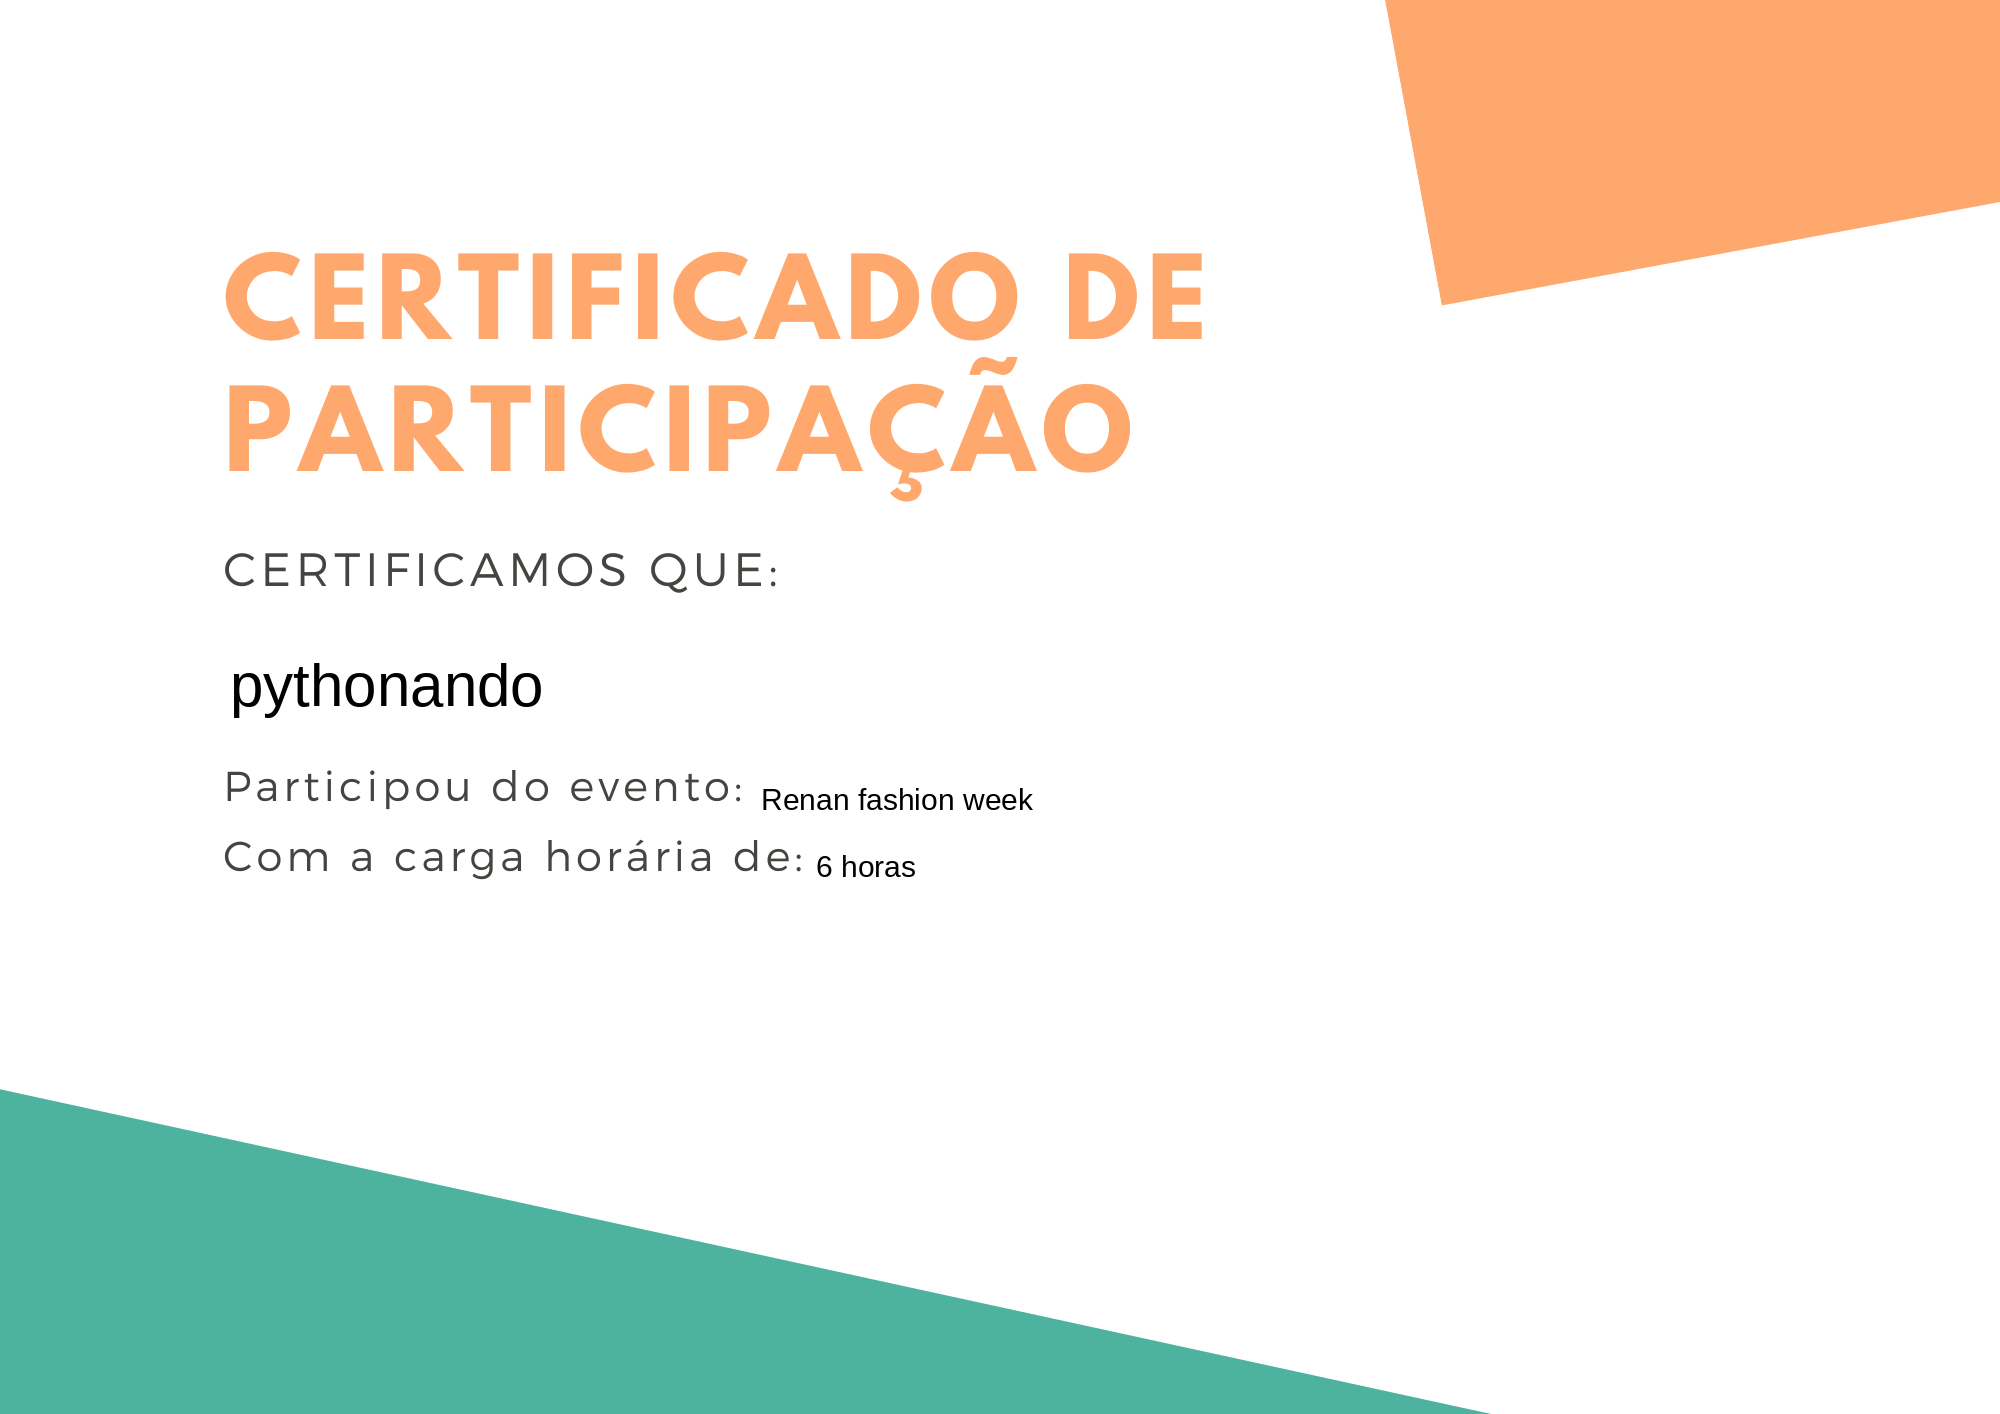 CERTIFICADO DE
PARTICIPAÇÃO
CERTIFICAMOS QUE:
pythonando
Participou do evento: Renan fashion week
Com a carga horária de: 6 horas